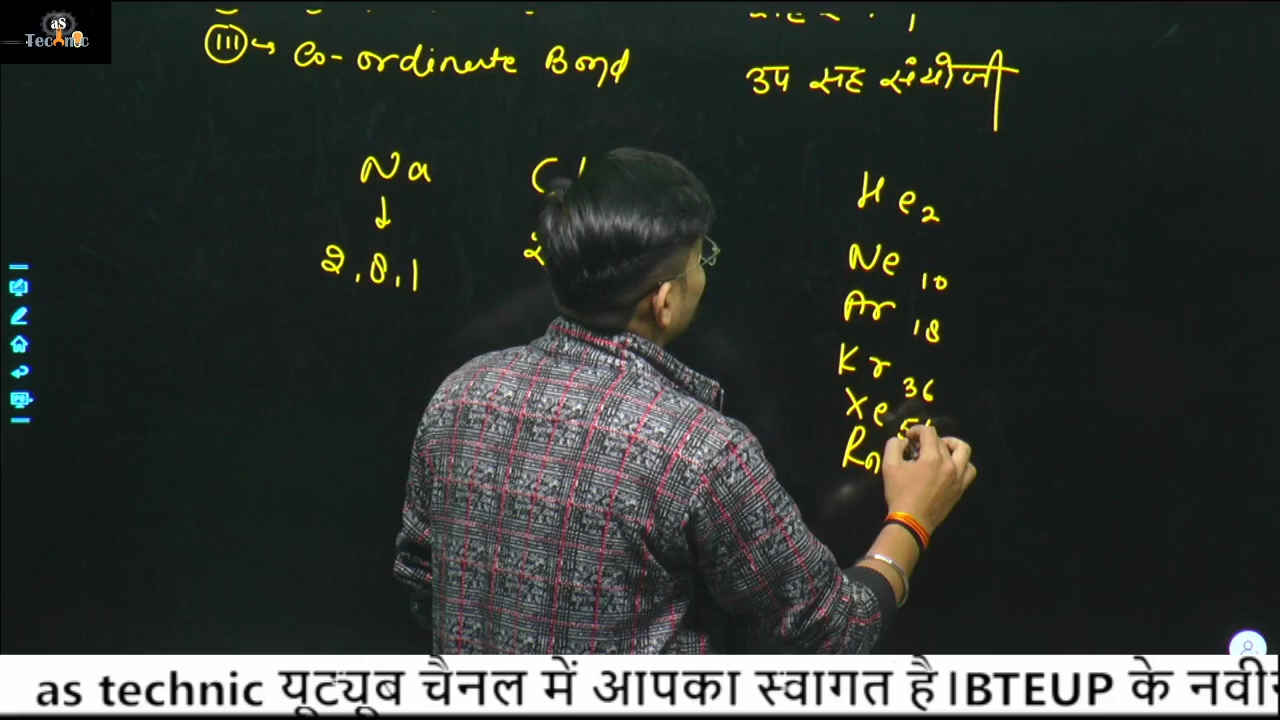 aS
Tecnic
III → Co-ordinate Bond
उप सह संयोजी
Na
↓
2,8,1
He 2
Ne 10
Ar 18
Kr 36
Xe
Rn
as technic यूट्यूब चैनल में आपका स्वागत है।BTEUP के नवी